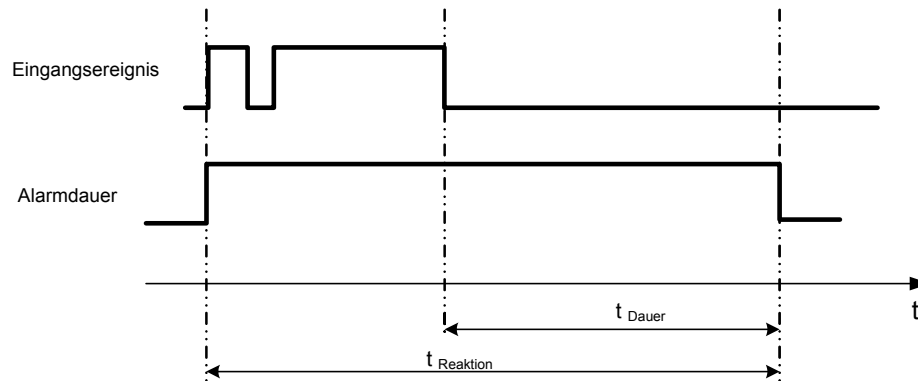 Eingangsereignis
Alarmdauer
t
t Dauer
t Reaktion